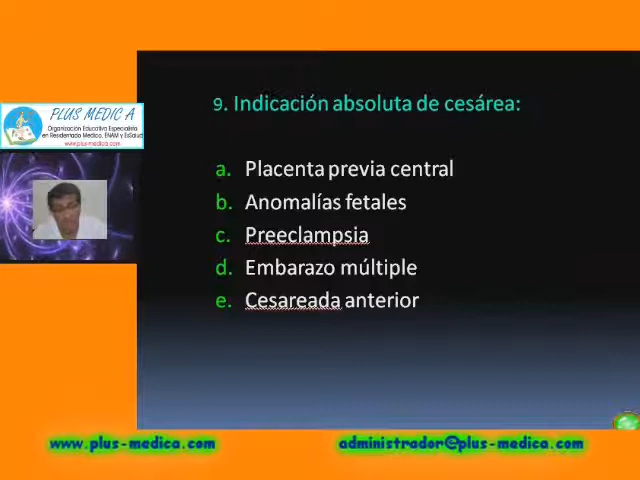 PLUS MEDIC A
Organización Educativa Especialista
en Residentado Médico, ENAM y EsSalud
www.plus-medica.com
9. Indicación absoluta de cesárea:
a. Placenta previa central
b. Anomalías fetales
c. Preeclampsia
d. Embarazo múltiple
e. Cesareada anterior
www.plus-medica.com
administrador@plus-medica.com